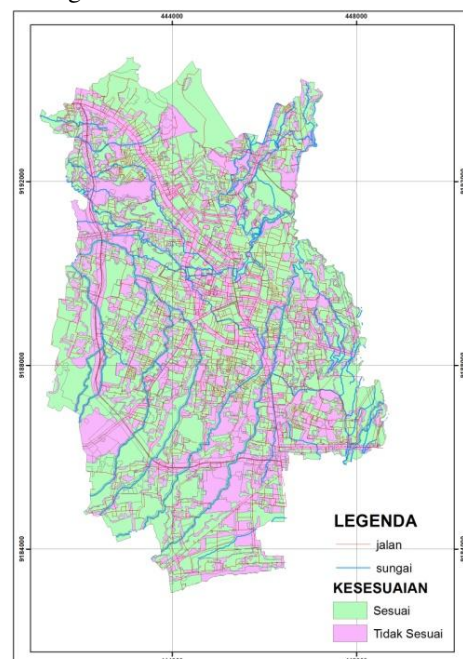 444000 448000
9192000
9188000
9184000
LEGENDA
jalan
sungai
KESESUAIAN
Sesuai
Tidak Sesuai